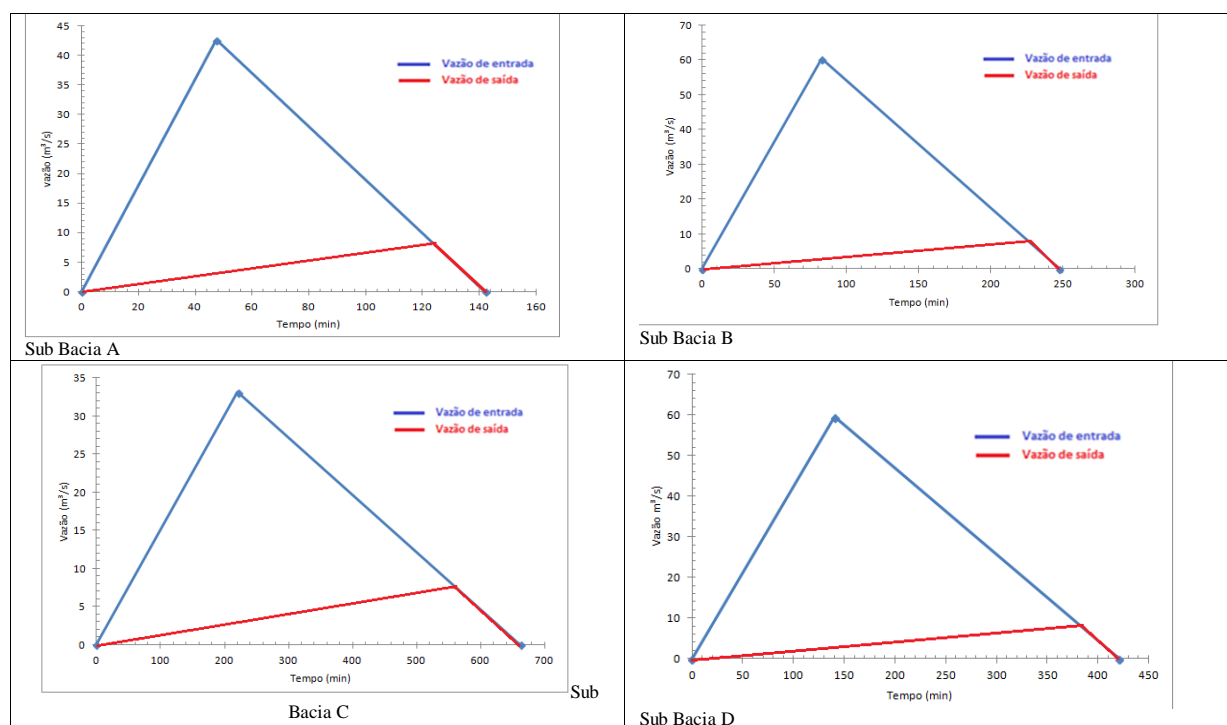 45
40
35
30
25
20
15
10
5
0
vazão (m³/s)
Vazão de entrada
Vazão de saída
0 20 40 60 80 100 120 140 160
Tempo (min)
Sub Bacia A
70
60
50
40
30
20
10
0
Vazão (m³/s)
Vazão de entrada
Vazão de saída
0 50 100 150 200 250 300
Tempo (min)
Sub Bacia B
35
30
25
20
15
10
5
0
Vazão (m³/s)
Vazão de entrada
Vazão de saída
0 100 200 300 400 500 600 700
Tempo (min)
Sub
Bacia C
70
60
50
40
30
20
10
0
Vazão m³/s)
Vazão de entrada
Vazão de saída
0 50 100 150 200 250 300 350 400 450
Tempo (min)
Sub Bacia D